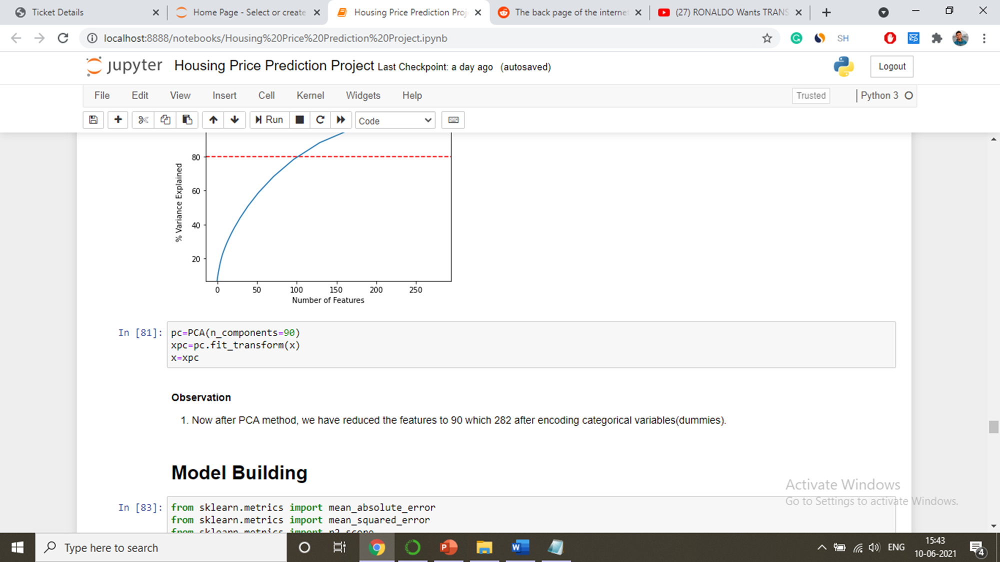 Ticket Details
Home Page - Select or create
Housing Price Prediction Proj
The back page of the internet
(27) RONALDO Wants TRANS
localhost:8888/notebooks/Housing%20Price%20Prediction%20Project.ipynb
SH
jupyter Housing Price Prediction Project Last Checkpoint: a day ago (autosaved)
Logout
File Edit View Insert Cell Kernel Widgets Help
Trusted
Python 3
Run
Code
80
60
40
20
% Variance Explained
0 50 100 150 200 250
Number of Features
In [81]:
pc=PCA(n_components=90)
xpc=pc.fit_transform(x)
x=xpc
Observation
1. Now after PCA method, we have reduced the features to 90 which 282 after encoding categorical variables(dummies).
Model Building
In [83]:
from sklearn.metrics import mean_absolute_error
from sklearn.metrics import mean_squared_error
from sklearn.metrics import r2_score
Activate Windows
Go to Settings to activate Windows.
Type here to search
P
W
ENG
15:43
10-06-2021
4